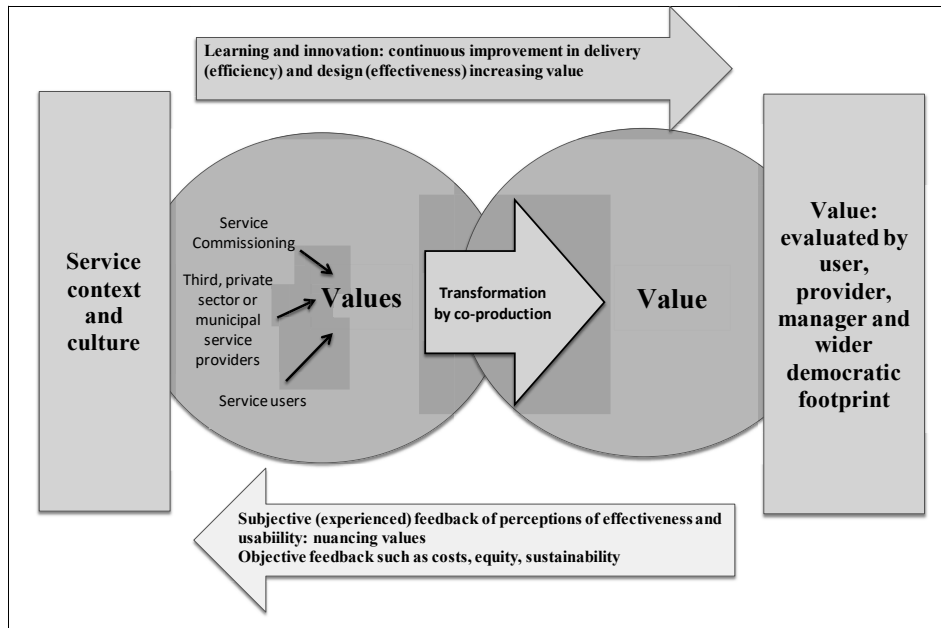 Learning and innovation: continuous improvement in delivery
(efficiency) and design (effectiveness) increasing value
Service
context
and
culture
Service
Commissioning
Third, private
sector or
municipal
service
providers
Service users
Values
Transformation
by co-production
Value
Value:
evaluated by
user,
provider,
manager and
wider
democratic
footprint
Subjective (experienced) feedback of perceptions of effectiveness and
usability: nuancing values
Objective feedback such as costs, equity, sustainability